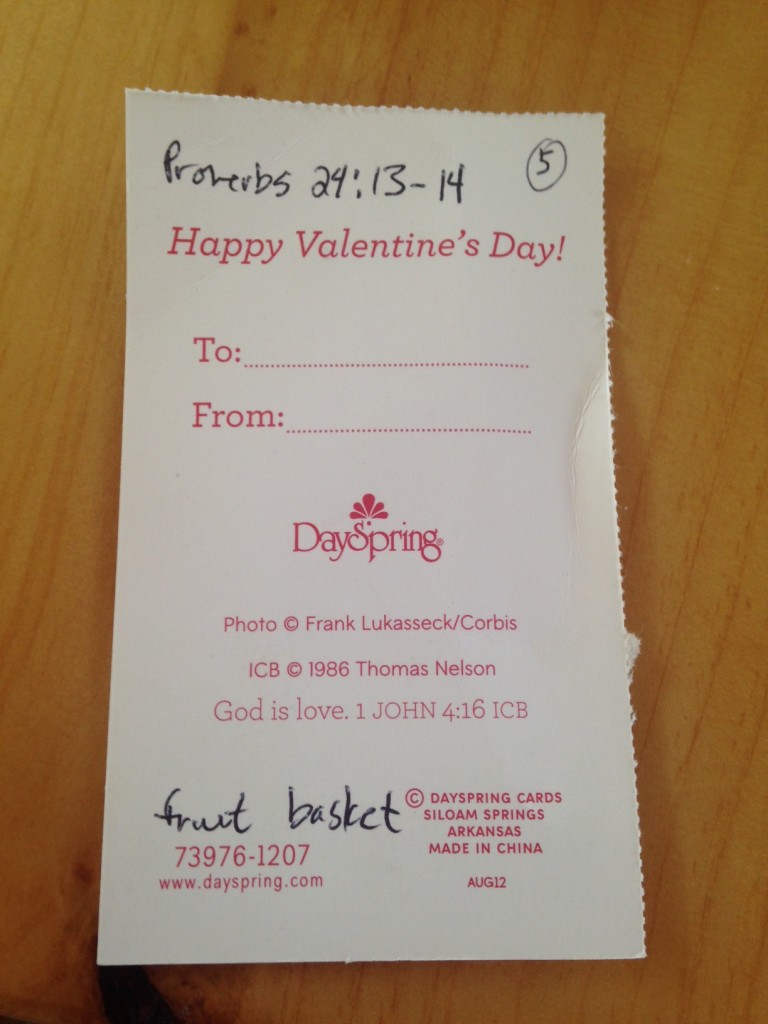 Proverbs 24:13-14 5
Happy Valentine's Day!
To:
From:
DaySpring®
Photo © Frank Lukasseck/Corbis
ICB © 1986 Thomas Nelson
God is love. 1 JOHN 4:16 ICB
fruit basket
73976-1207
www.dayspring.com
© DAYSPRING CARDS
SILOAM SPRINGS
ARKANSAS
MADE IN CHINA
AUG12